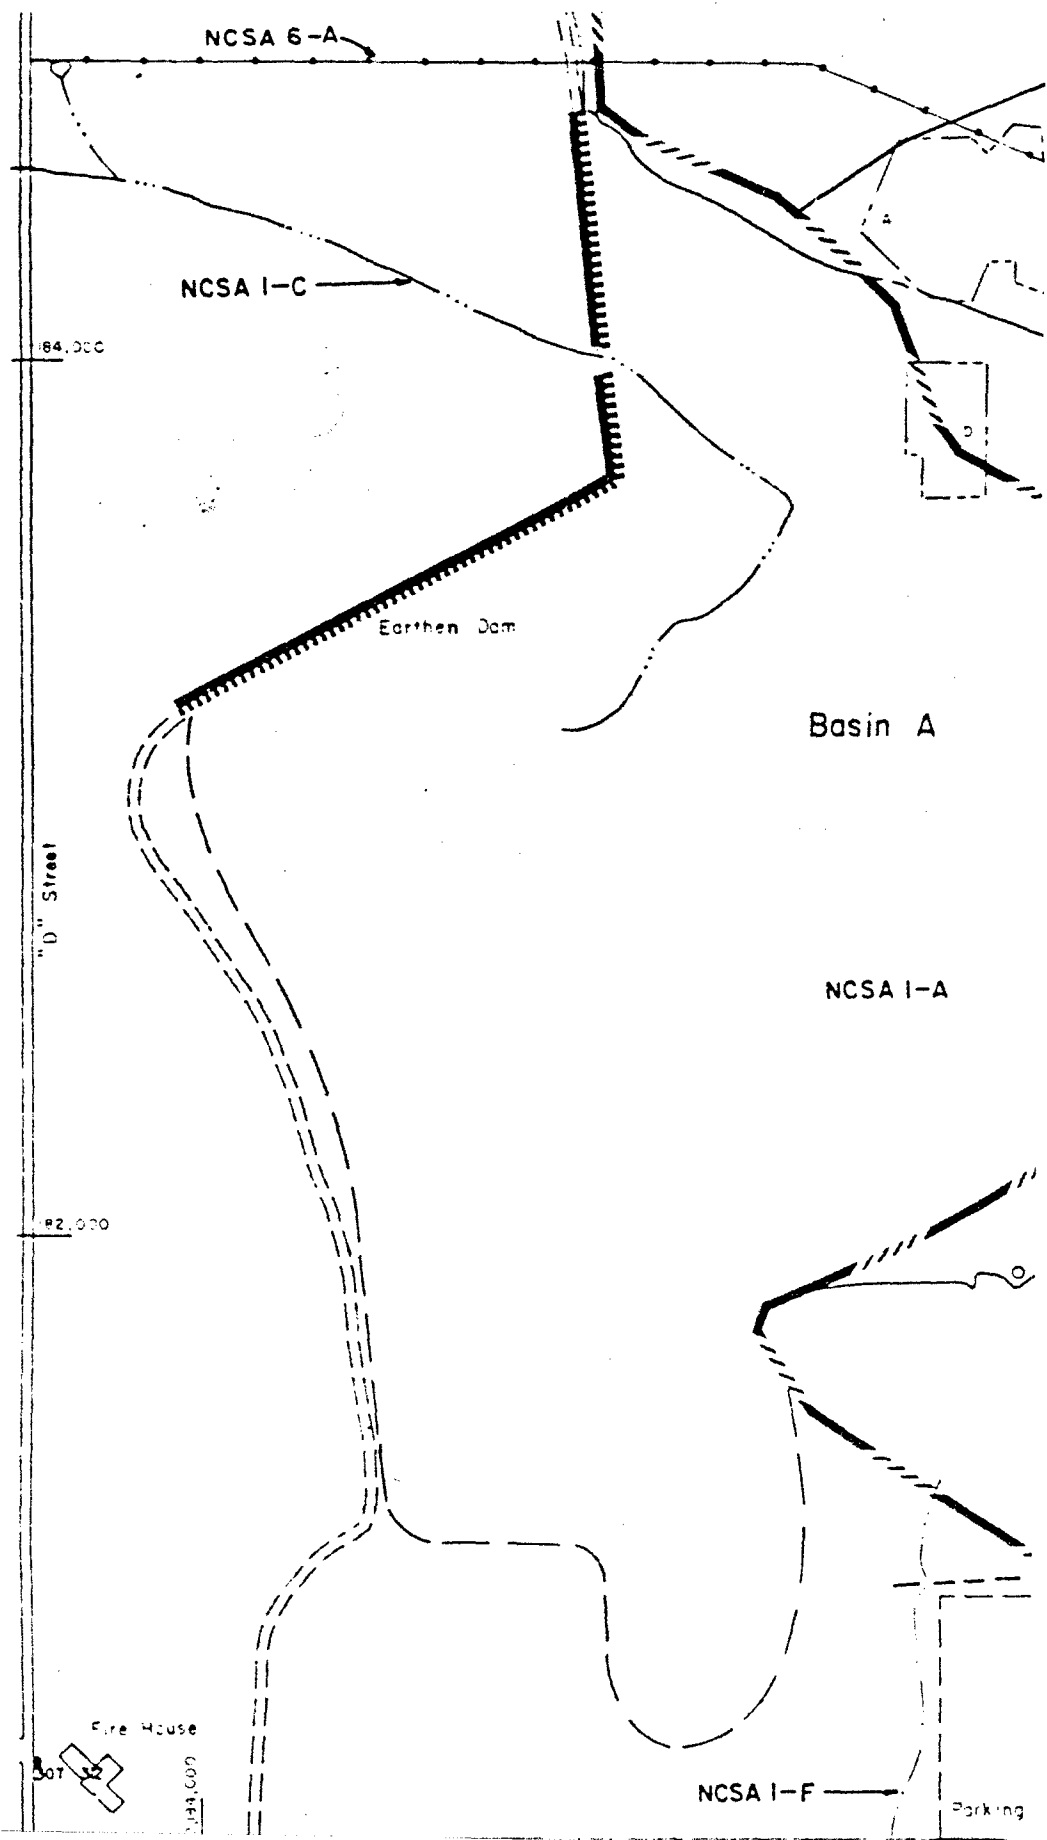 NCSA 6-A
A
NCSA 1-C
184,000
D
Earthen Dam
Basin A
"D" Street
NCSA 1-A
182,000
Fire House
NCSA 1-F
Parking